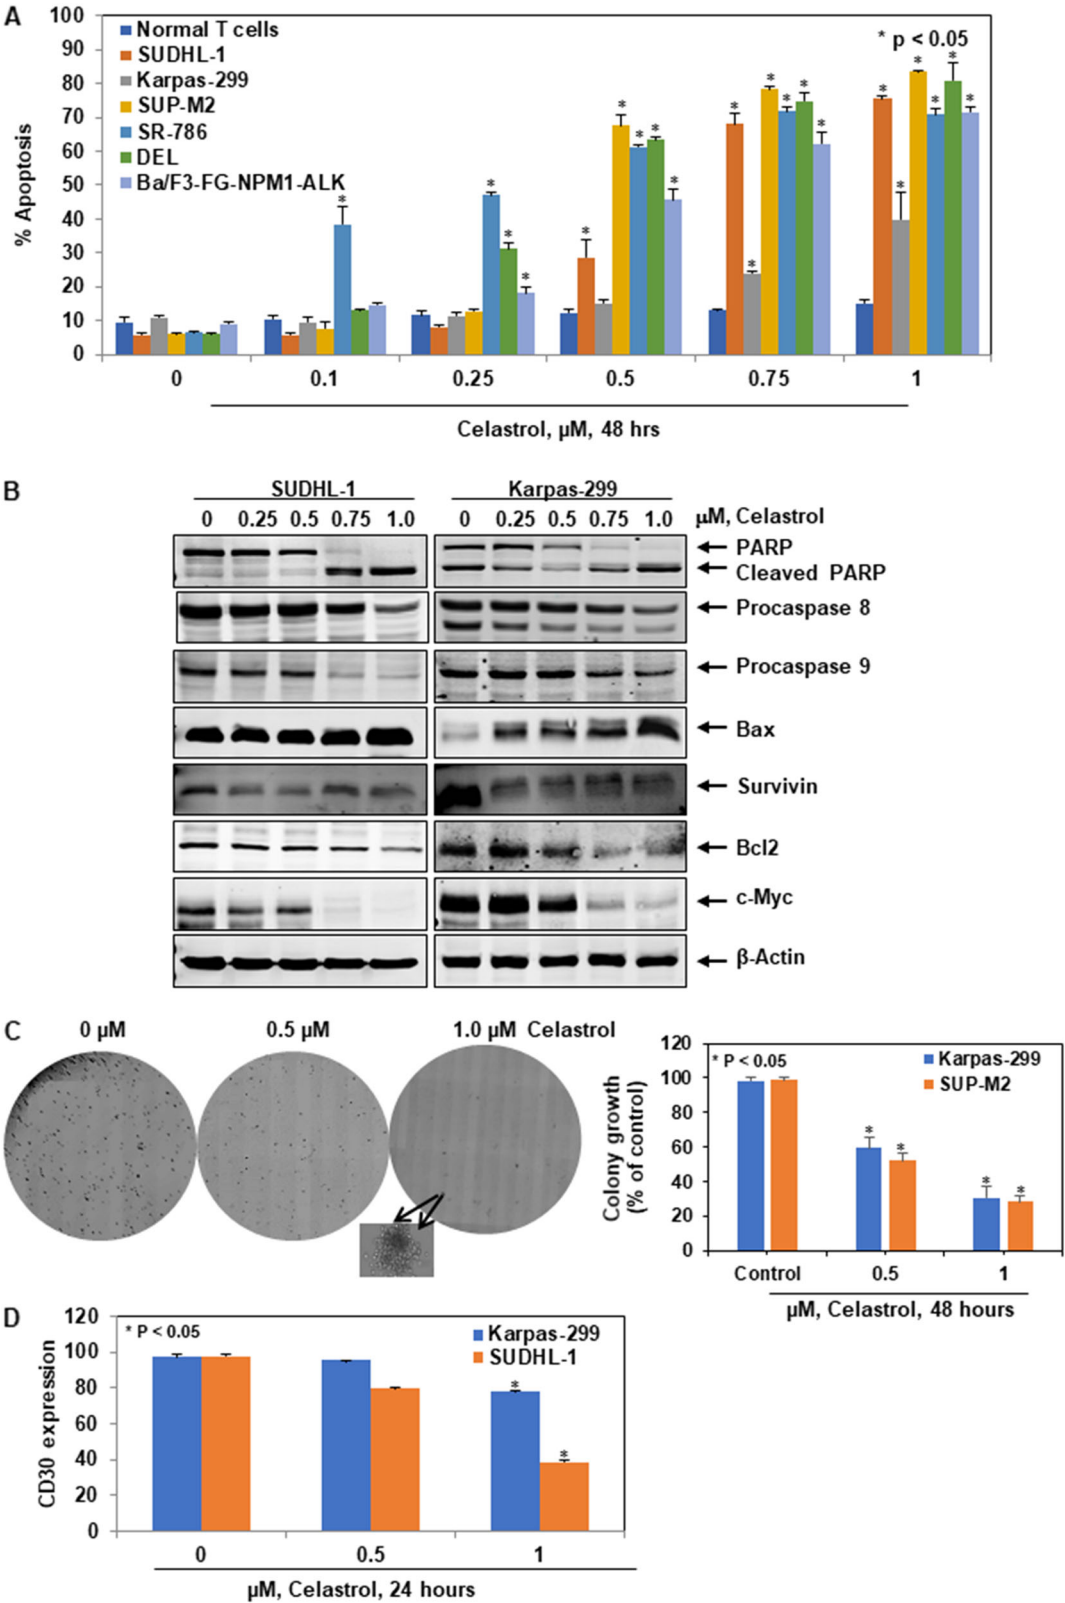 A
100
90
80
70
60
50
40
30
20
10
0
% Apoptosis
Normal T cells
SUDHL-1
Karpas-299
SUP-M2
SR-786
DEL
Ba/F3-FG-NPM1-ALK
* p < 0.05
* * * * * * * * * * * * * * * * * * * *
0 0.1 0.25 0.5 0.75 1
Celastrol, µM, 48 hrs
B
SUDHL-1 Karpas-299
0 0.25 0.5 0.75 1.0 0 0.25 0.5 0.75 1.0 µM, Celastrol
PARP
Cleaved PARP
Procaspase 8
Procaspase 9
Bax
Survivin
Bcl2
c-Myc
β-Actin
C
0 µM 0.5 µM 1.0 µM Celastrol
120
100
80
60
40
20
0
Colony growth
(% of control)
* P < 0.05
Karpas-299
SUP-M2
* * * *
Control 0.5 1
µM, Celastrol, 48 hours
D
120
100
80
60
40
20
0
CD30 expression
* P < 0.05
Karpas-299
SUDHL-1
* *
0 0.5 1
µM, Celastrol, 24 hours